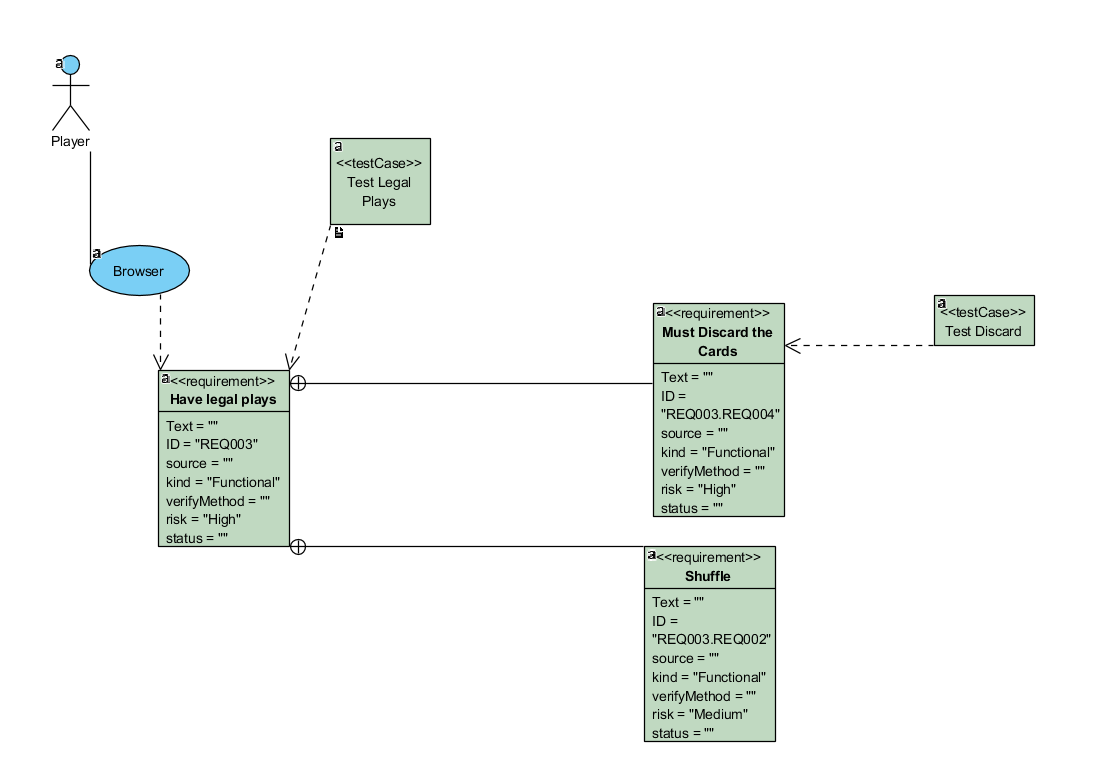 a
Player
a
<<testCase>>
Test Legal
Plays
a
Browser
a
<<requirement>>
Have legal plays
Text = ""
ID = "REQ003"
source = ""
kind = "Functional"
verifyMethod = ""
risk = "High"
status = ""
a
<<requirement>>
Must Discard the
Cards
Text = ""
ID =
"REQ003.REQ004"
source = ""
kind = "Functional"
verifyMethod = ""
risk = "High"
status = ""
a
<<testCase>>
Test Discard
a
<<requirement>>
Shuffle
Text = ""
ID =
"REQ003.REQ002"
source = ""
kind = "Functional"
verifyMethod = ""
risk = "Medium"
status = ""